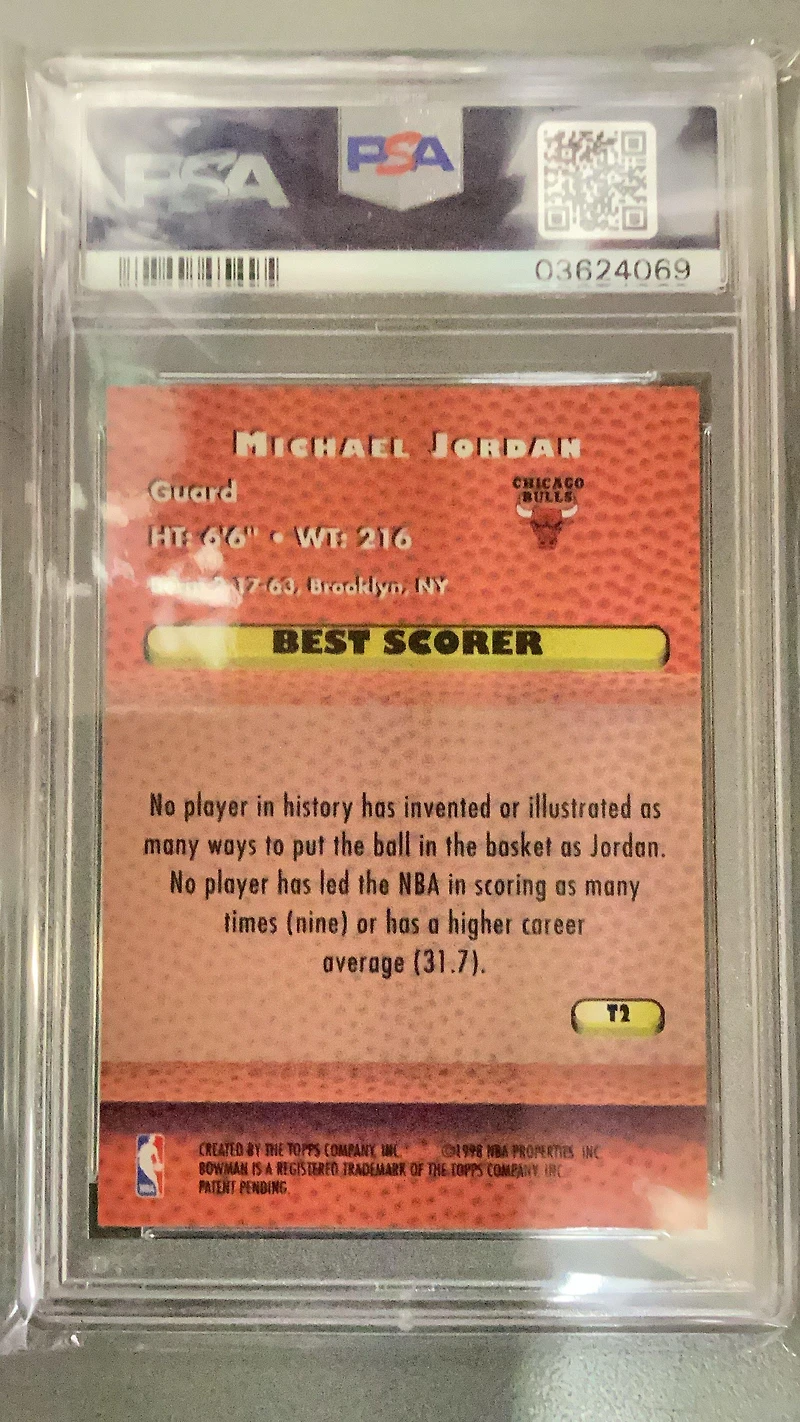 PSA
PSA
03624069
MICHAEL JORDAN
Guard
CHICAGO
BULLS
HT: 6'6" • WT: 216
17-63, Brooklyn, NY
BEST SCORER
No player in history has invented or illustrated as
many ways to put the ball in the basket as Jordan.
No player has led the NBA in scoring as many
times (nine) or has a higher career
average (31.7).
T2
NBA
CREATED BY THE TOPPS COMPANY, INC. ©1998 NBA PROPERTIES, INC.
BOWMAN IS A REGISTERED TRADEMARK OF THE TOPPS COMPANY, INC.
PATENT PENDING.